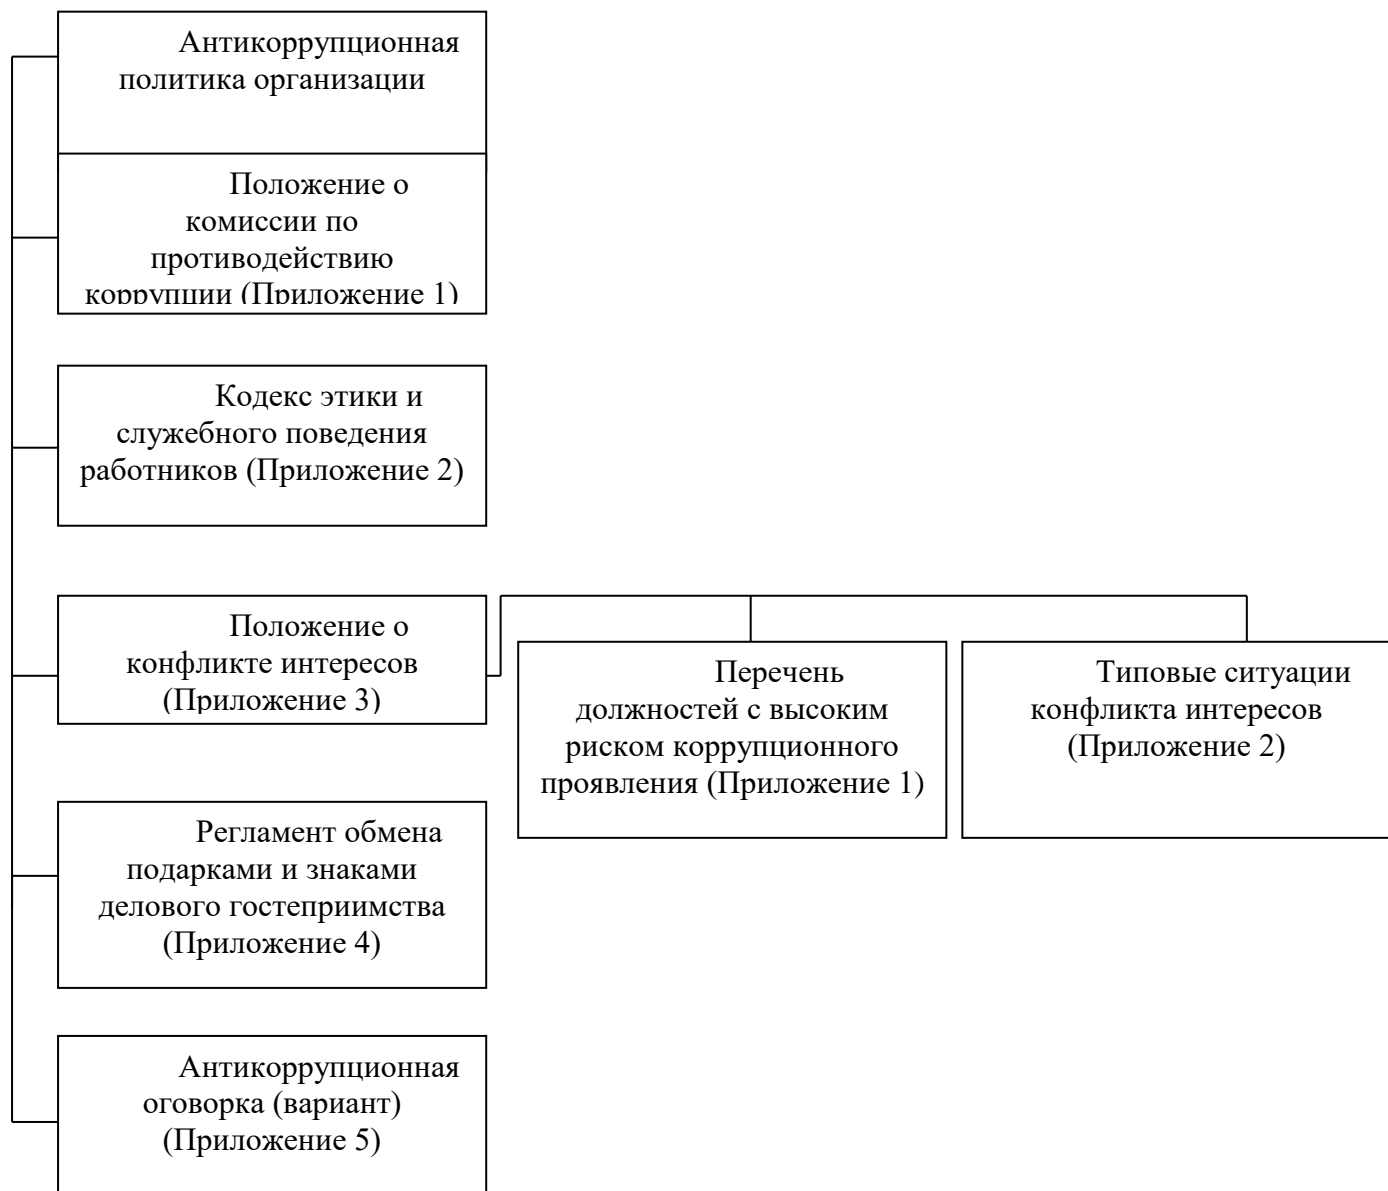 Антикоррупционная
политика организации
Положение о
комиссии по
противодействию
коррупции (Приложение 1)
Кодекс этики и
служебного поведения
работников (Приложение 2)
Положение о
конфликте интересов
(Приложение 3)
Перечень
должностей с высоким
риском коррупционного
проявления (Приложение 1)
Типовые ситуации
конфликта интересов
(Приложение 2)
Регламент обмена
подарками и знаками
делового гостеприимства
(Приложение 4)
Антикоррупционная
оговорка (вариант)
(Приложение 5)